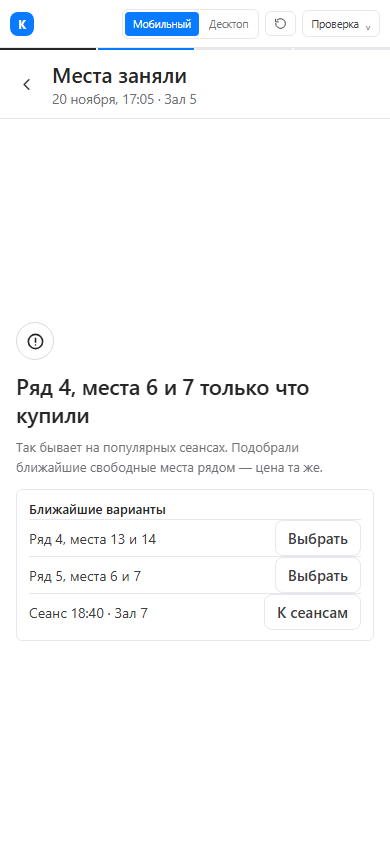 K
Мобильный
Десктоп
Проверка
Места заняли
20 ноября, 17:05 · Зал 5
Ряд 4, места 6 и 7 только что
купили
Так бывает на популярных сеансах. Подобрали
ближайшие свободные места рядом — цена та же.
Ближайшие варианты
Ряд 4, места 13 и 14
Выбрать
Ряд 5, места 6 и 7
Выбрать
Сеанс 18:40 · Зал 7
К сеансам